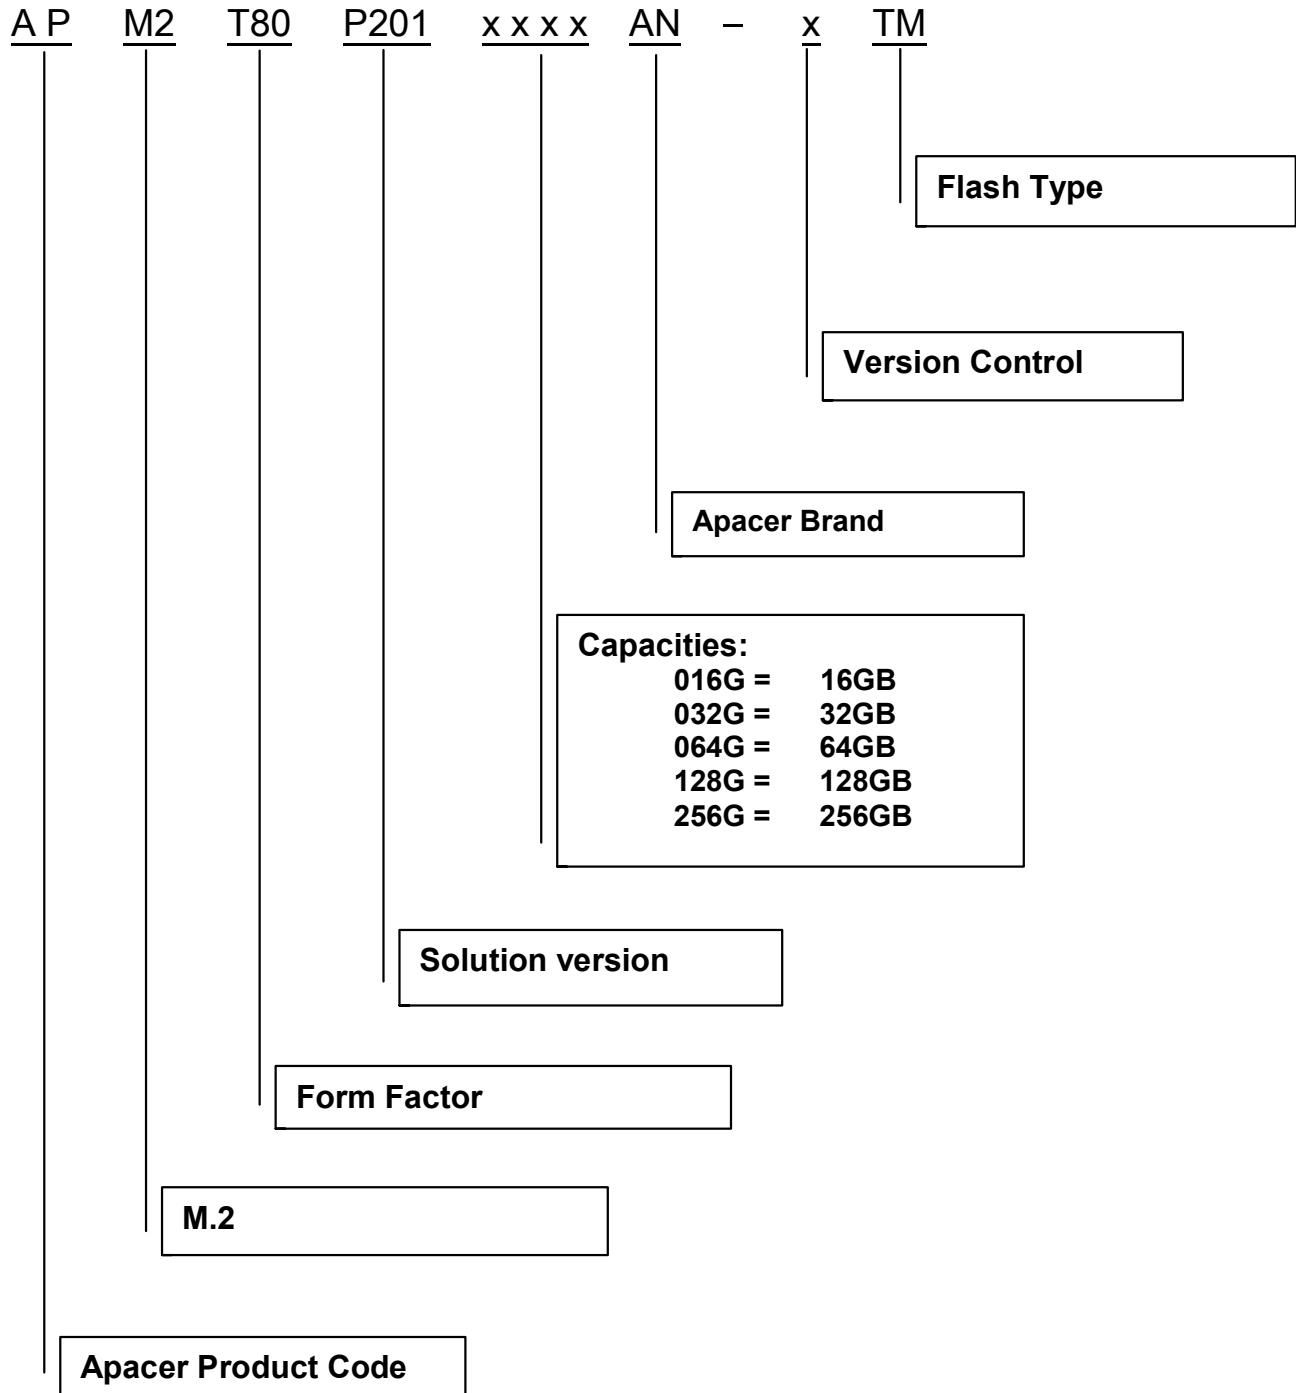 A P M2 T80 P201 x x x x AN – x TM
Flash Type
Version Control
Apacer Brand
Capacities:
016G = 16GB
032G = 32GB
064G = 64GB
128G = 128GB
256G = 256GB
Solution version
Form Factor
M.2
Apacer Product Code